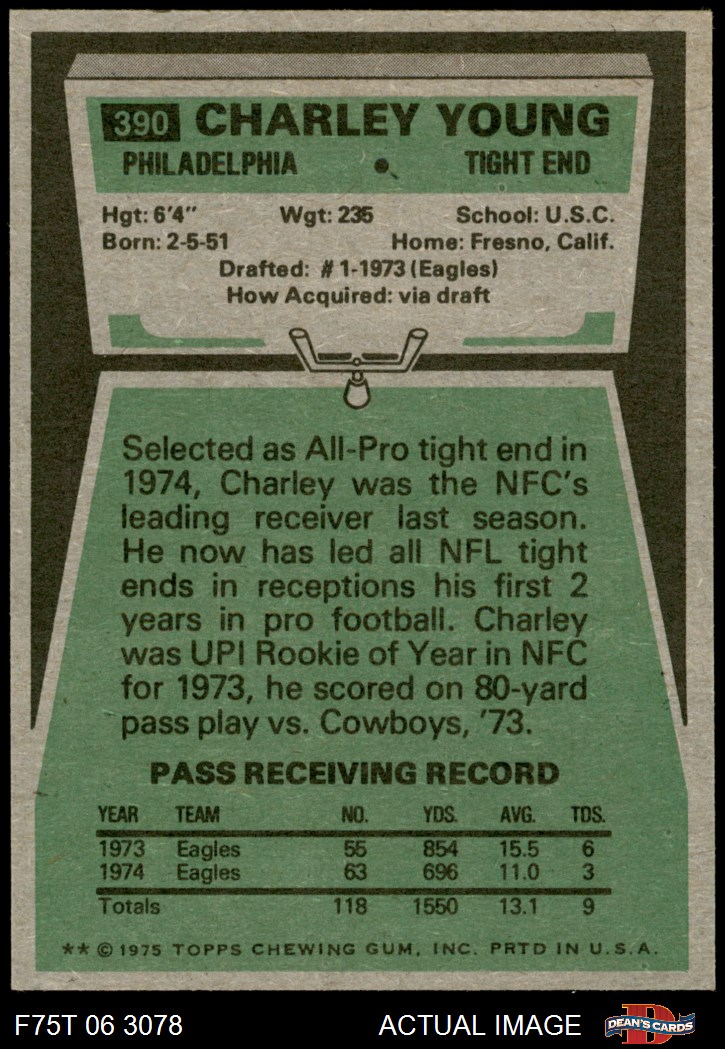 390 CHARLEY YOUNG
PHILADELPHIA • TIGHT END
Hgt: 6'4" Wgt: 235 School: U.S.C.
Born: 2-5-51 Home: Fresno, Calif.
Drafted: #1-1973 (Eagles)
How Acquired: via draft
Selected as All-Pro tight end in
1974, Charley was the NFC's
leading receiver last season.
He now has led all NFL tight
ends in receptions his first 2
years in pro football. Charley
was UPI Rookie of Year in NFC
for 1973, he scored on 80-yard
pass play vs. Cowboys, '73.
PASS RECEIVING RECORD
YEAR TEAM NO. YDS. AVG. TDS.
1973 Eagles 55 854 15.5 6
1974 Eagles 63 696 11.0 3
Totals 118 1550 13.1 9
** © 1975 TOPPS CHEWING GUM, INC. PRTD IN U.S.A.
F75T 06 3078 ACTUAL IMAGE D DEAN'S CARDS